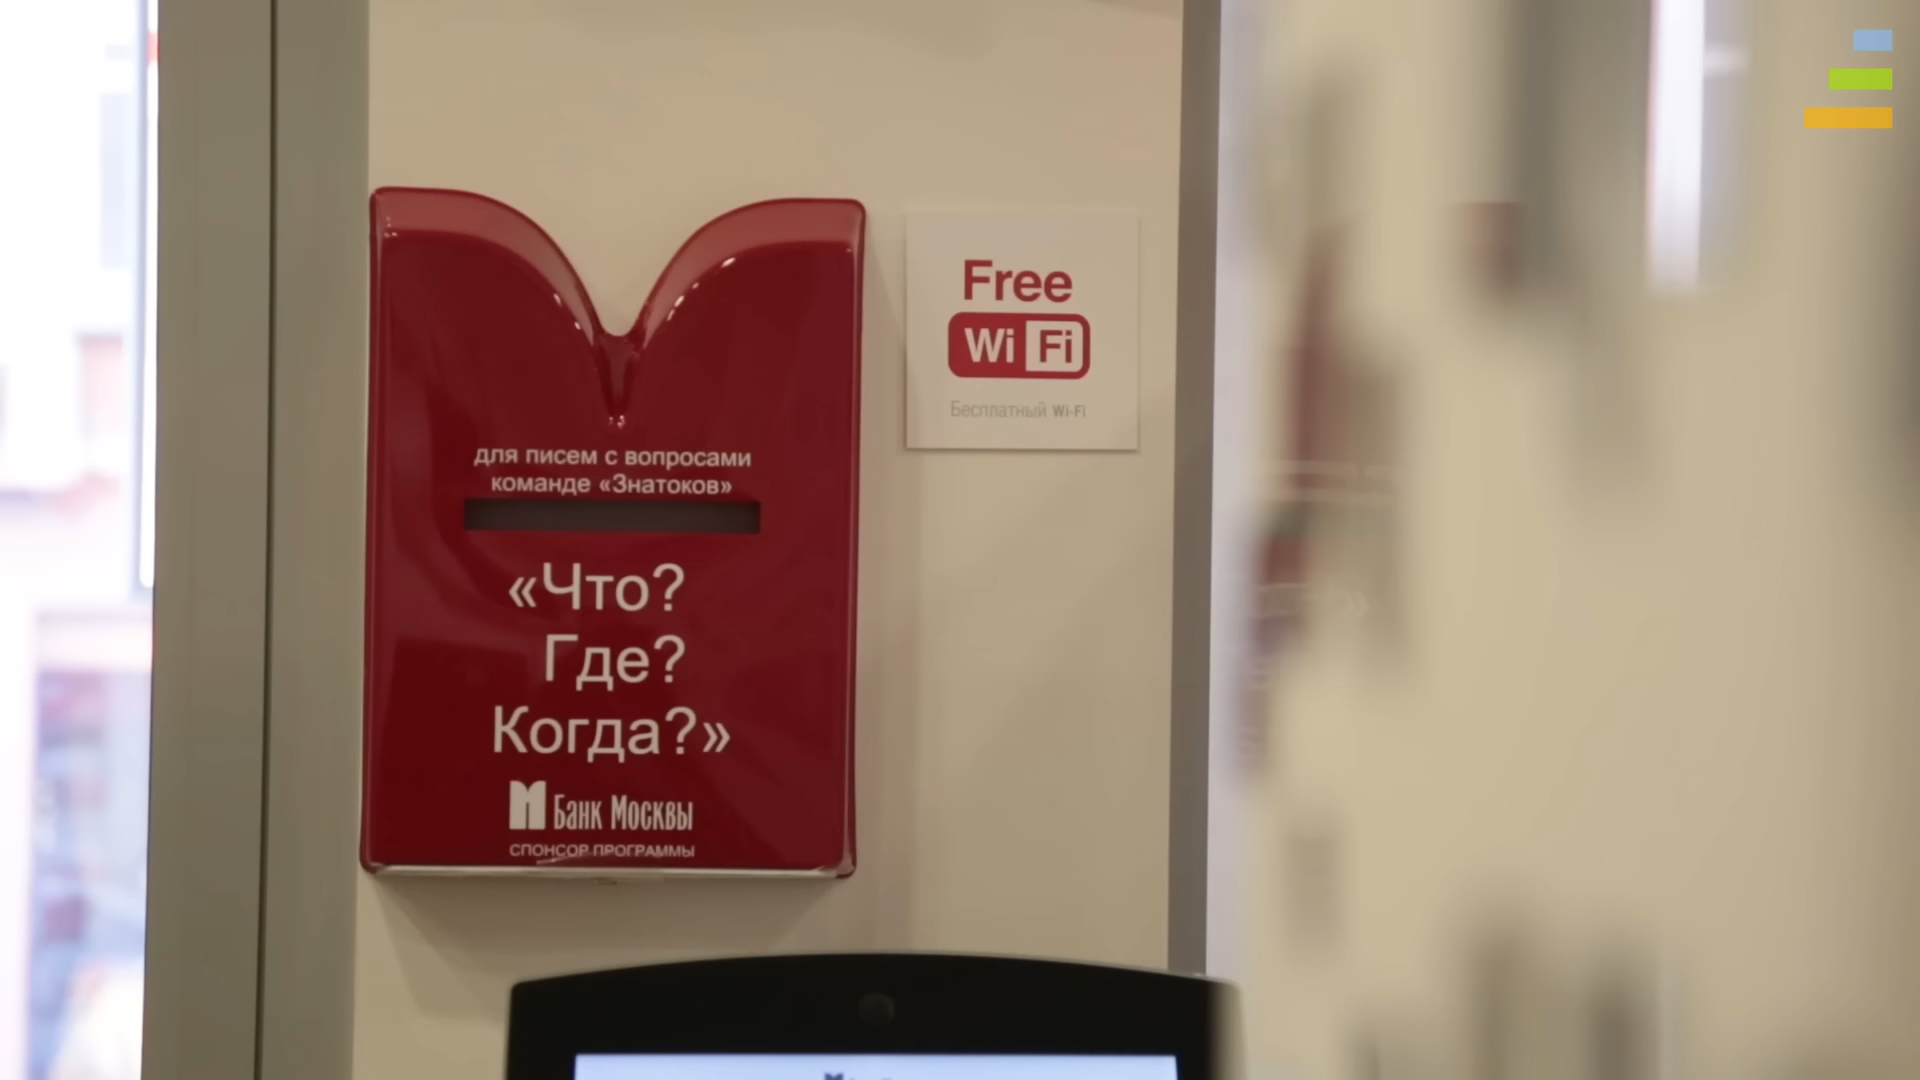 для писем с вопросами
команде «Знатоков»
«Что?
Где?
Когда?»
Банк Москвы
спонсор программы
Free
Wi Fi
Бесплатный Wi-Fi